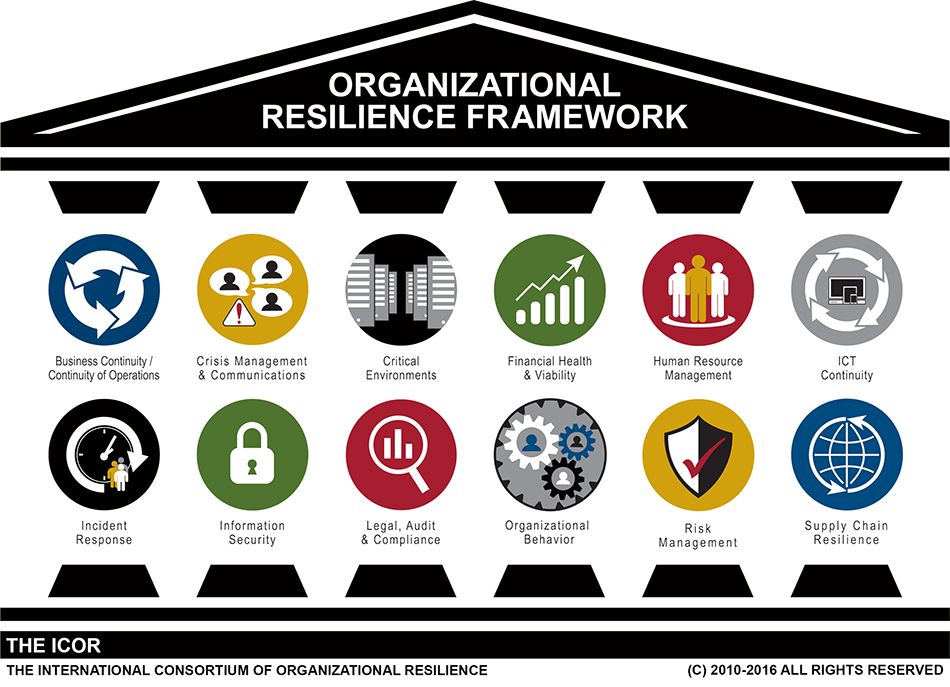 ORGANIZATIONAL
RESILIENCE FRAMEWORK
Business Continuity /
Continuity of Operations
Crisis Management
& Communications
Critical
Environments
Financial Health
& Viability
Human Resource
Management
ICT
Continuity
Incident
Response
Information
Security
Legal, Audit
& Compliance
Organizational
Behavior
Risk
Management
Supply Chain
Resilience
THE ICOR
THE INTERNATIONAL CONSORTIUM OF ORGANIZATIONAL RESILIENCE
(C) 2010-2016 ALL RIGHTS RESERVED